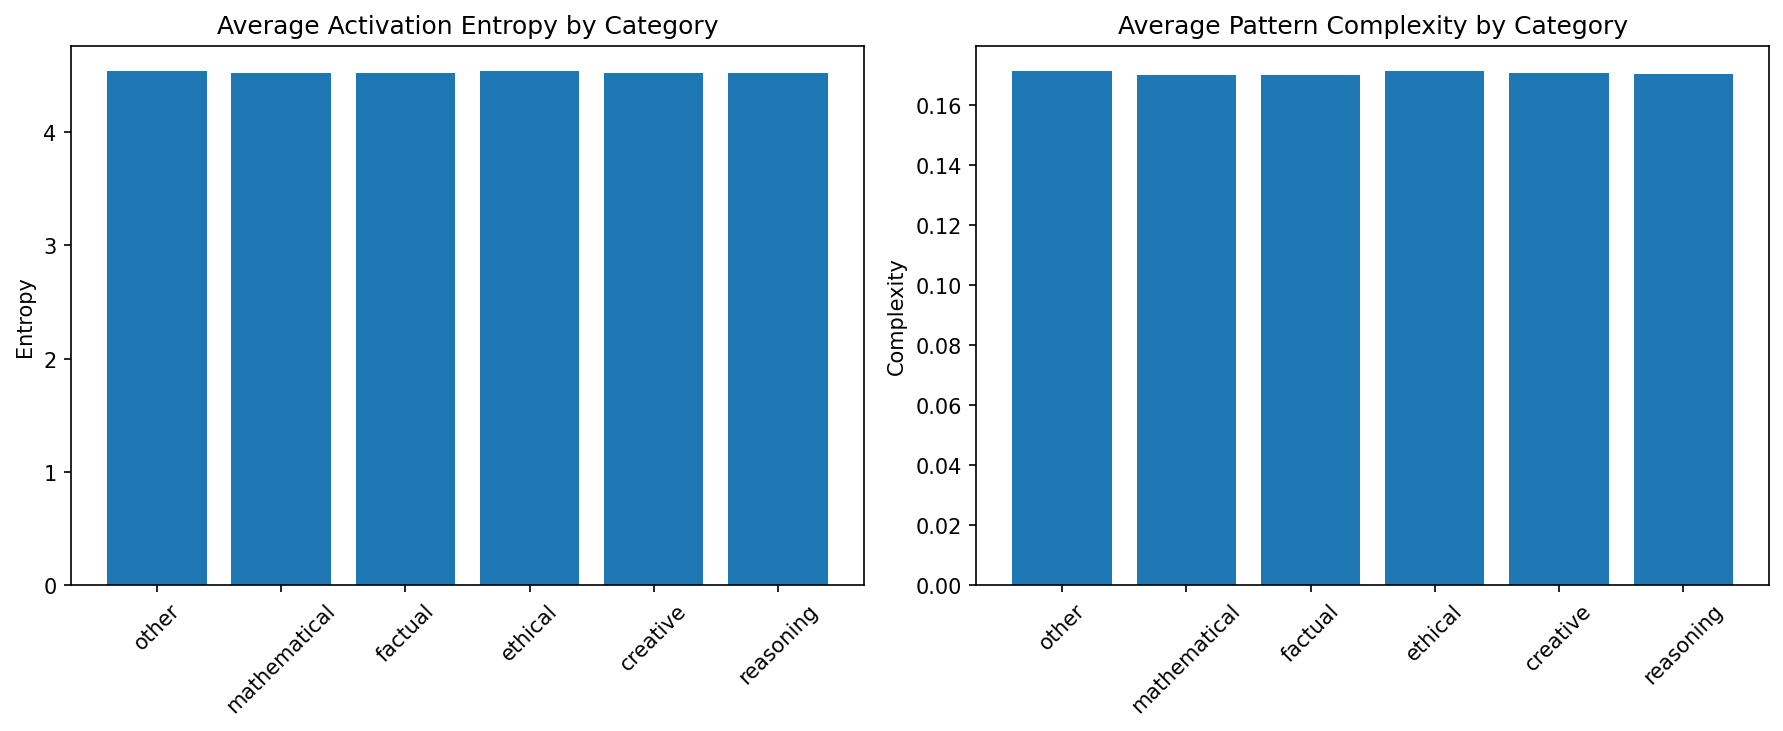 Average Activation Entropy by Category
Entropy
4
3
2
1
0
other
mathematical
factual
ethical
creative
reasoning
Average Pattern Complexity by Category
Complexity
0.16
0.14
0.12
0.10
0.08
0.06
0.04
0.02
0.00
other
mathematical
factual
ethical
creative
reasoning